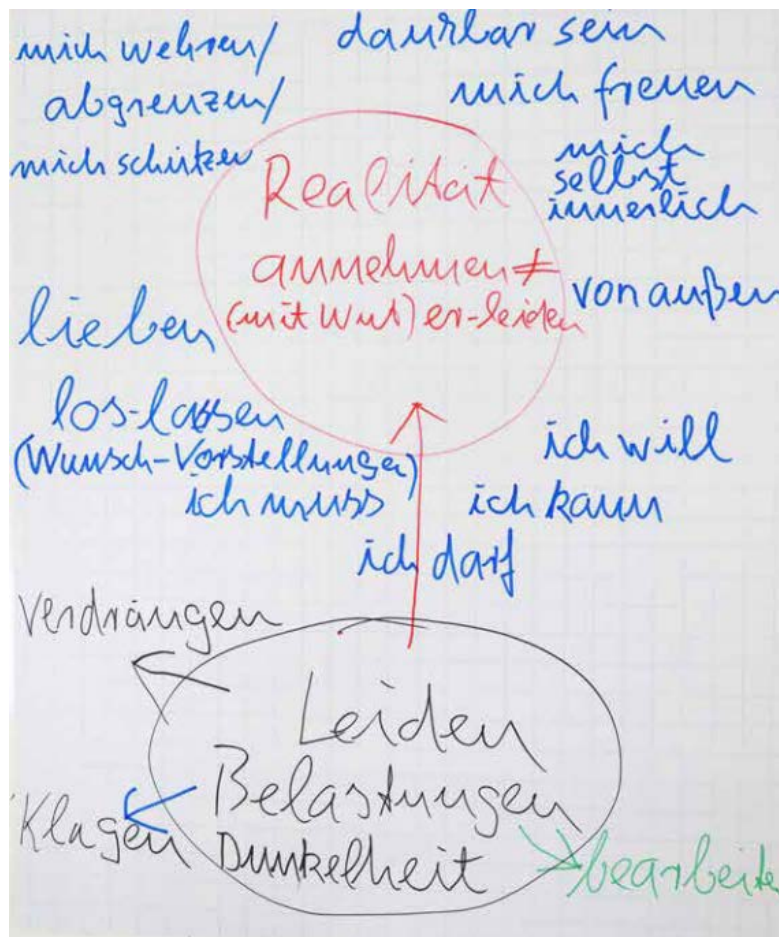 mich wehren/
abgrenzen/
mich schützen
dankbar sein
mich freuen
mich
selbst
innerlich
von außen
Realität
annehmen ≠
(mit Wut) er-leiden
lieben
los-lassen
(Wunsch-Vorstellungen)
ich muss
ich will
ich kann
ich darf
Verdrängen
Leiden
Belastungen
Dunkelheit
Klagen
bearbeite